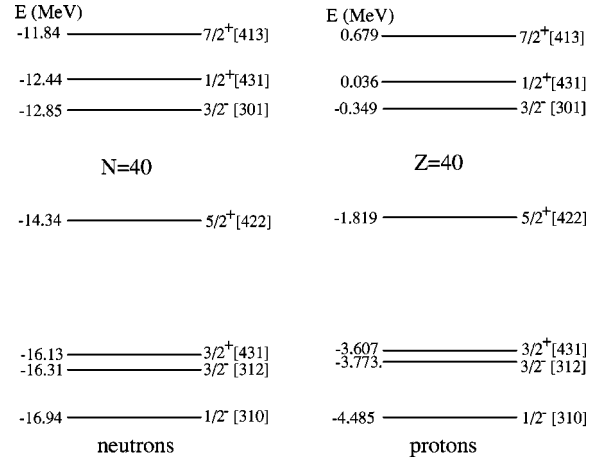 E (MeV)
-11.84 7/2+[413]
-12.44 1/2+[431]
-12.85 3/2- [301]
N=40
-14.34 5/2+[422]
-16.13 3/2+[431]
-16.31 3/2- [312]
-16.94 1/2- [310]
neutrons
E (MeV)
0.679 7/2+[413]
0.036 1/2+[431]
-0.349 3/2- [301]
Z=40
-1.819 5/2+[422]
-3.607 3/2+[431]
-3.773. 3/2- [312]
-4.485 1/2- [310]
protons